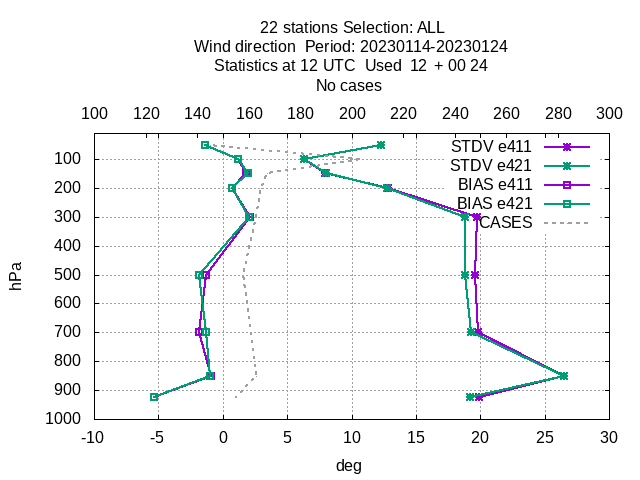 22 stations Selection: ALL
Wind direction  Period: 20230114-20230124
Statistics at 12 UTC  Used  12  + 00 24
No cases
100 120 140 160 180 200 220 240 260 280 300
STDV e411
STDV e421
BIAS e411
BIAS e421
CASES
100
200
300
400
500
600
700
800
900
1000
hPa
-10 -5 0 5 10 15 20 25 30
deg